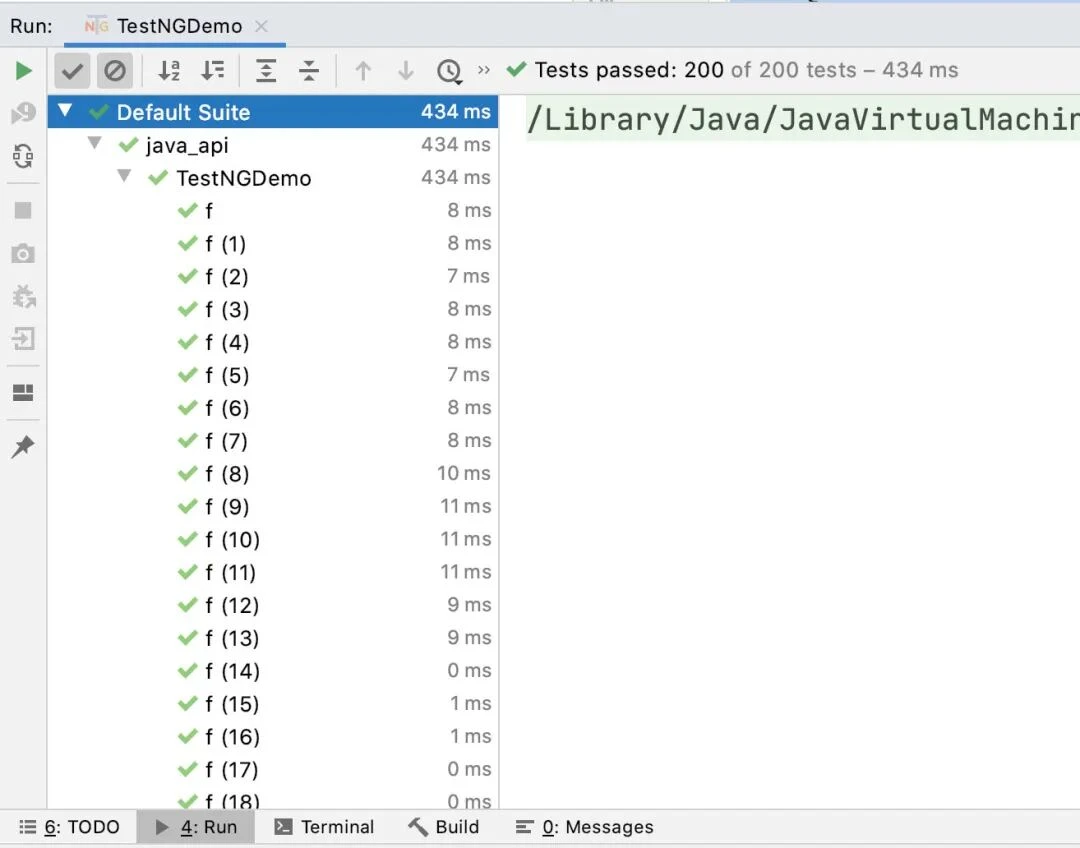 Run: TestNGDemo
Tests passed: 200 of 200 tests – 434 ms
Default Suite 434 ms
/Library/Java/JavaVirtualMachin
java_api 434 ms
TestNGDemo 434 ms
f 8 ms
f (1) 8 ms
f (2) 7 ms
f (3) 8 ms
f (4) 8 ms
f (5) 7 ms
f (6) 8 ms
f (7) 8 ms
f (8) 10 ms
f (9) 11 ms
f (10) 11 ms
f (11) 11 ms
f (12) 9 ms
f (13) 9 ms
f (14) 0 ms
f (15) 1 ms
f (16) 1 ms
f (17) 0 ms
f (18) 0 ms
6: TODO 4: Run Terminal Build 0: Messages